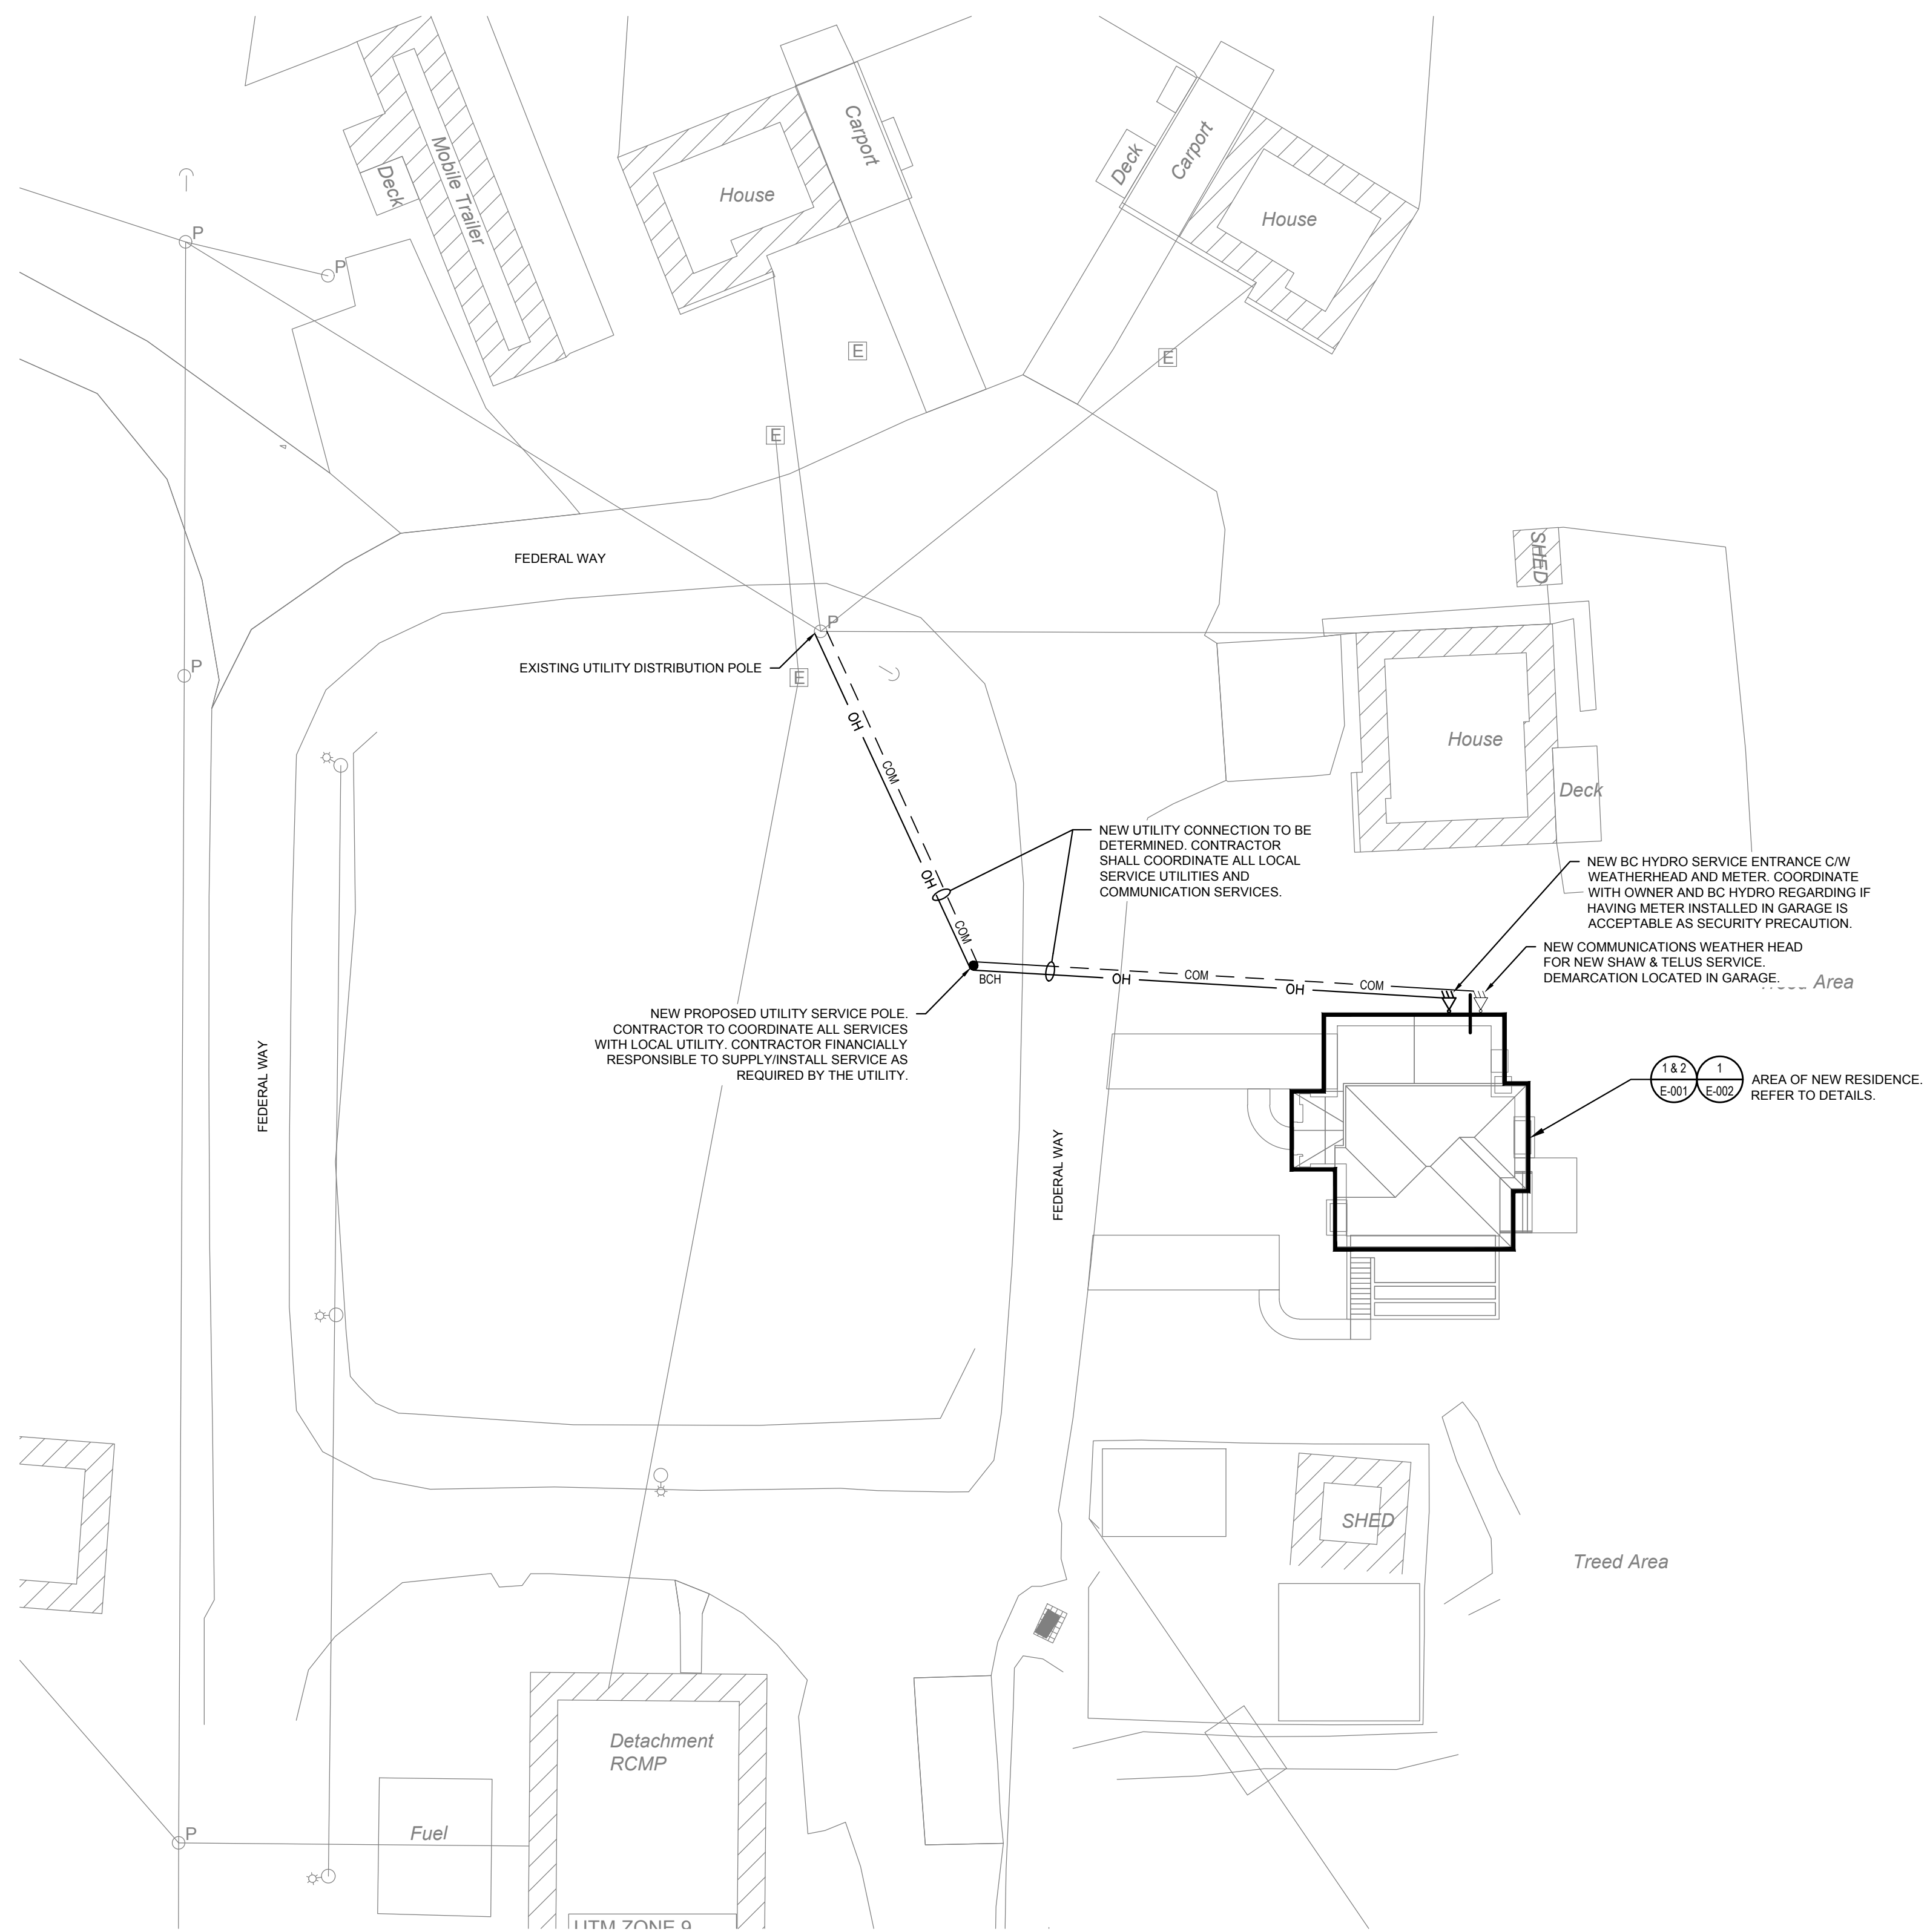 Mobile Trailer
Deck
Carport
House
Deck
Carport
House
P
P
E
E
E
FEDERAL WAY
SHED
P
EXISTING UTILITY DISTRIBUTION POLE
E
P
OH
COM
House
Deck
NEW UTILITY CONNECTION TO BE
DETERMINED. CONTRACTOR
SHALL COORDINATE ALL LOCAL
SERVICE UTILITIES AND
COMMUNICATION SERVICES.
NEW BC HYDRO SERVICE ENTRANCE C/W
WEATHERHEAD AND METER. COORDINATE
WITH OWNER AND BC HYDRO REGARDING IF
HAVING METER INSTALLED IN GARAGE IS
ACCEPTABLE AS SECURITY PRECAUTION.
OH
COM
NEW COMMUNICATIONS WEATHER HEAD
FOR NEW SHAW & TELUS SERVICE.
DEMARCATION LOCATED IN GARAGE.
Area
BCH
OH
COM
OH
COM
NEW PROPOSED UTILITY SERVICE POLE.
CONTRACTOR TO COORDINATE ALL SERVICES
WITH LOCAL UTILITY. CONTRACTOR FINANCIALLY
RESPONSIBLE TO SUPPLY/INSTALL SERVICE AS
REQUIRED BY THE UTILITY.
FEDERAL WAY
FEDERAL WAY
1 & 2
E-001
1
E-002
AREA OF NEW RESIDENCE.
REFER TO DETAILS.
SHED
Treed Area
Detachment
RCMP
Fuel
P
UTM ZONE 9